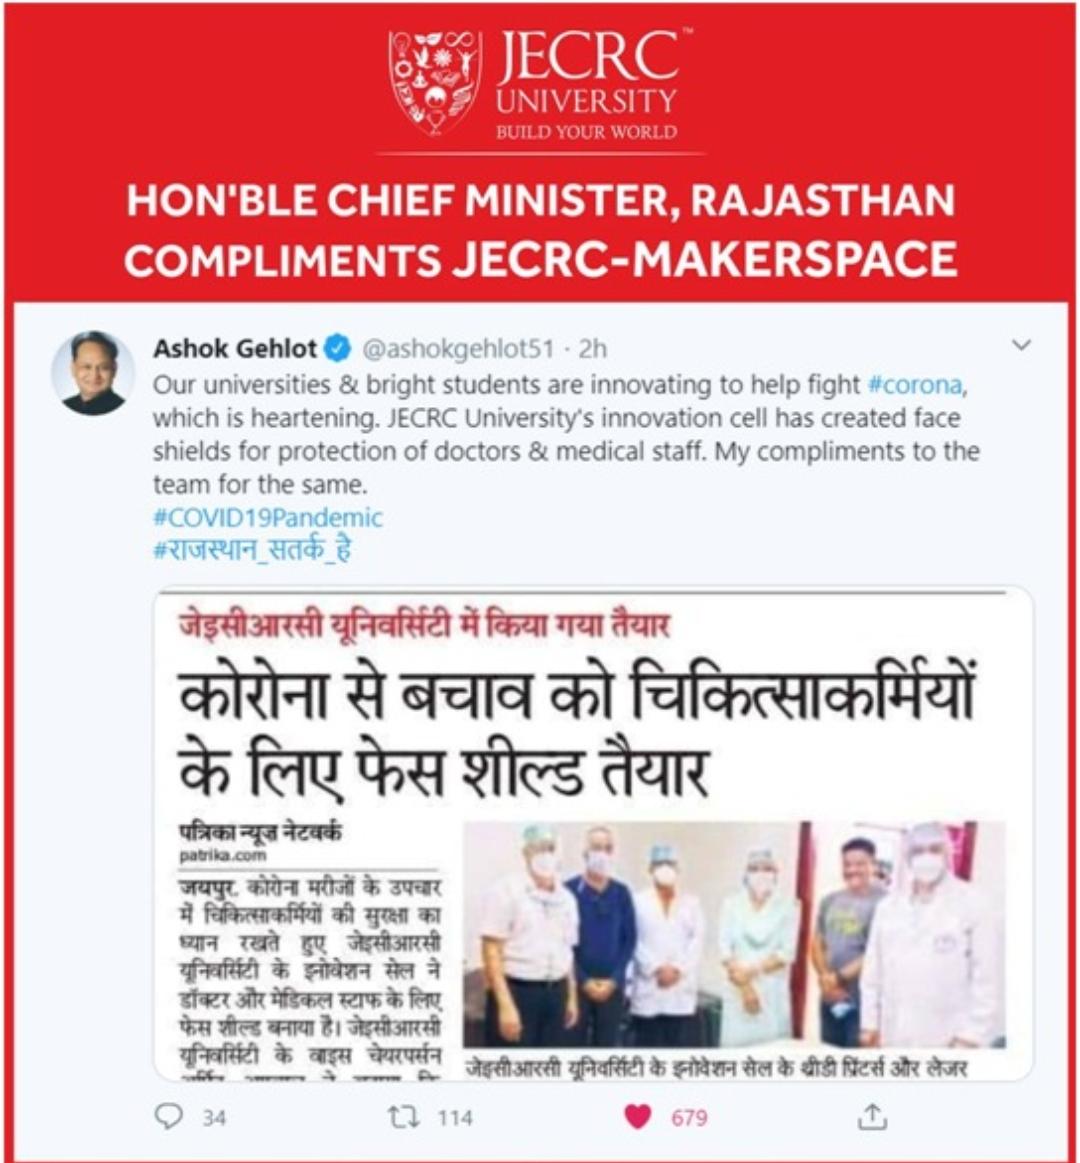 JECRC™
UNIVERSITY
BUILD YOUR WORLD
HON'BLE CHIEF MINISTER, RAJASTHAN
COMPLIMENTS JECRC-MAKERSPACE
Ashok Gehlot @ashokgehlot51 · 2h
Our universities & bright students are innovating to help fight #corona,
which is heartening. JECRC University's innovation cell has created face
shields for protection of doctors & medical staff. My compliments to the
team for the same.
#COVID19Pandemic
#राजस्थान_सतर्क_है
जेइसीआरसी यूनिवर्सिटी में किया गया तैयार
कोरोना से बचाव को चिकित्साकर्मियों
के लिए फेस शील्ड तैयार
पत्रिका न्यूज़ नेटवर्क
patrika.com
जयपुर. कोरोना मरीजों के उपचार
में चिकित्साकर्मियों की सुरक्षा का
ध्यान रखते हुए जेइसीआरसी
यूनिवर्सिटी के इनोवेशन सेल ने
डॉक्टर और मेडिकल स्टाफ के लिए
फेस शील्ड बनाया है। जेइसीआरसी
यूनिवर्सिटी के वाइस चेयरपर्सन
जेइसीआरसी यूनिवर्सिटी के इनोवेशन सेल के थ्रीडी प्रिंटर्स और लेजर
34 114 679